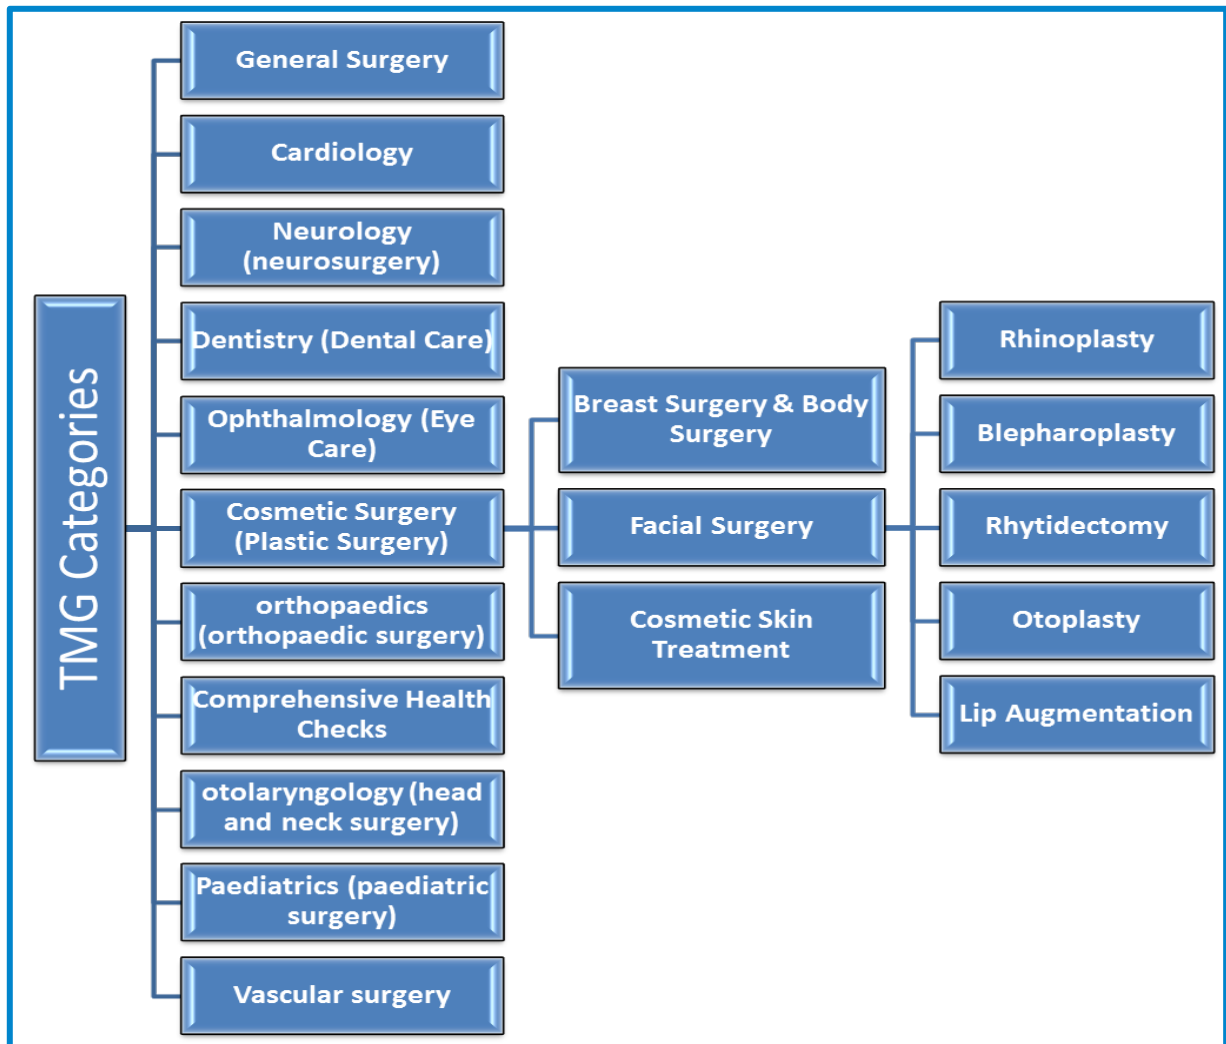 TMG Categories
General Surgery
Cardiology
Neurology
(neurosurgery)
Dentistry (Dental Care)
Ophthalmology (Eye
Care)
Cosmetic Surgery
(Plastic Surgery)
orthopaedics
(orthopaedic surgery)
Comprehensive Health
Checks
otolaryngology (head
and neck surgery)
Paediatrics (paediatric
surgery)
Vascular surgery
Breast Surgery & Body
Surgery
Facial Surgery
Cosmetic Skin
Treatment
Rhinoplasty
Blepharoplasty
Rhytidectomy
Otoplasty
Lip Augmentation